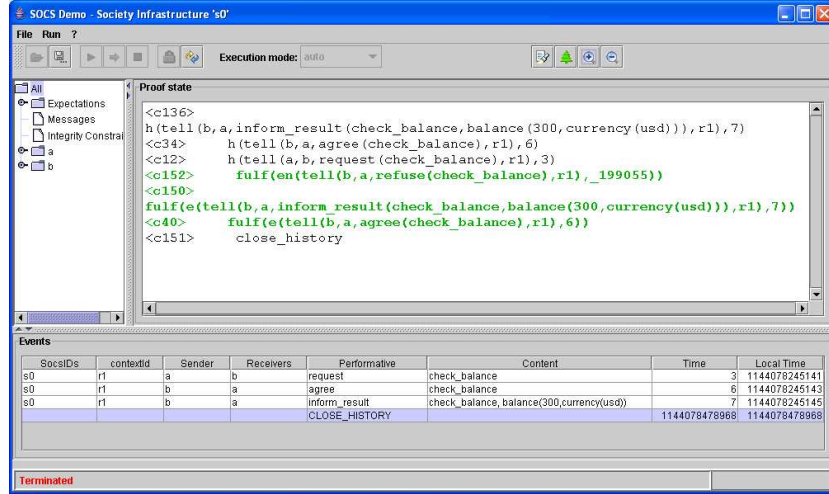 SOCS Demo - Society Infrastructure 's0'
File Run ?
Execution mode: auto
All
Expectations
Messages
Integrity Constrai
a
b
Proof state
<c136>
h(tell(b,a,inform_result(check_balance,balance(300,currency(usd))),r1),7)
<c34> h(tell(b,a,agree(check_balance),r1),6)
<c12> h(tell(a,b,request(check_balance),r1),3)
<c152> fulf(en(tell(b,a,refuse(check_balance),r1),_199055))
<c150>
fulf(e(tell(b,a,inform_result(check_balance,balance(300,currency(usd))),r1),7))
<c40> fulf(e(tell(b,a,agree(check_balance),r1),6))
<c151> close_history
Events
SocsIDs contextId Sender Receivers Performative Content Time Local Time
s0 r1 a b request check_balance 3 1144078245141
s0 r1 b a agree check_balance 6 1144078245143
s0 r1 b a inform_result check_balance, balance(300,currency(usd)) 7 1144078245145
CLOSE_HISTORY 1144078478968 1144078478968
Terminated